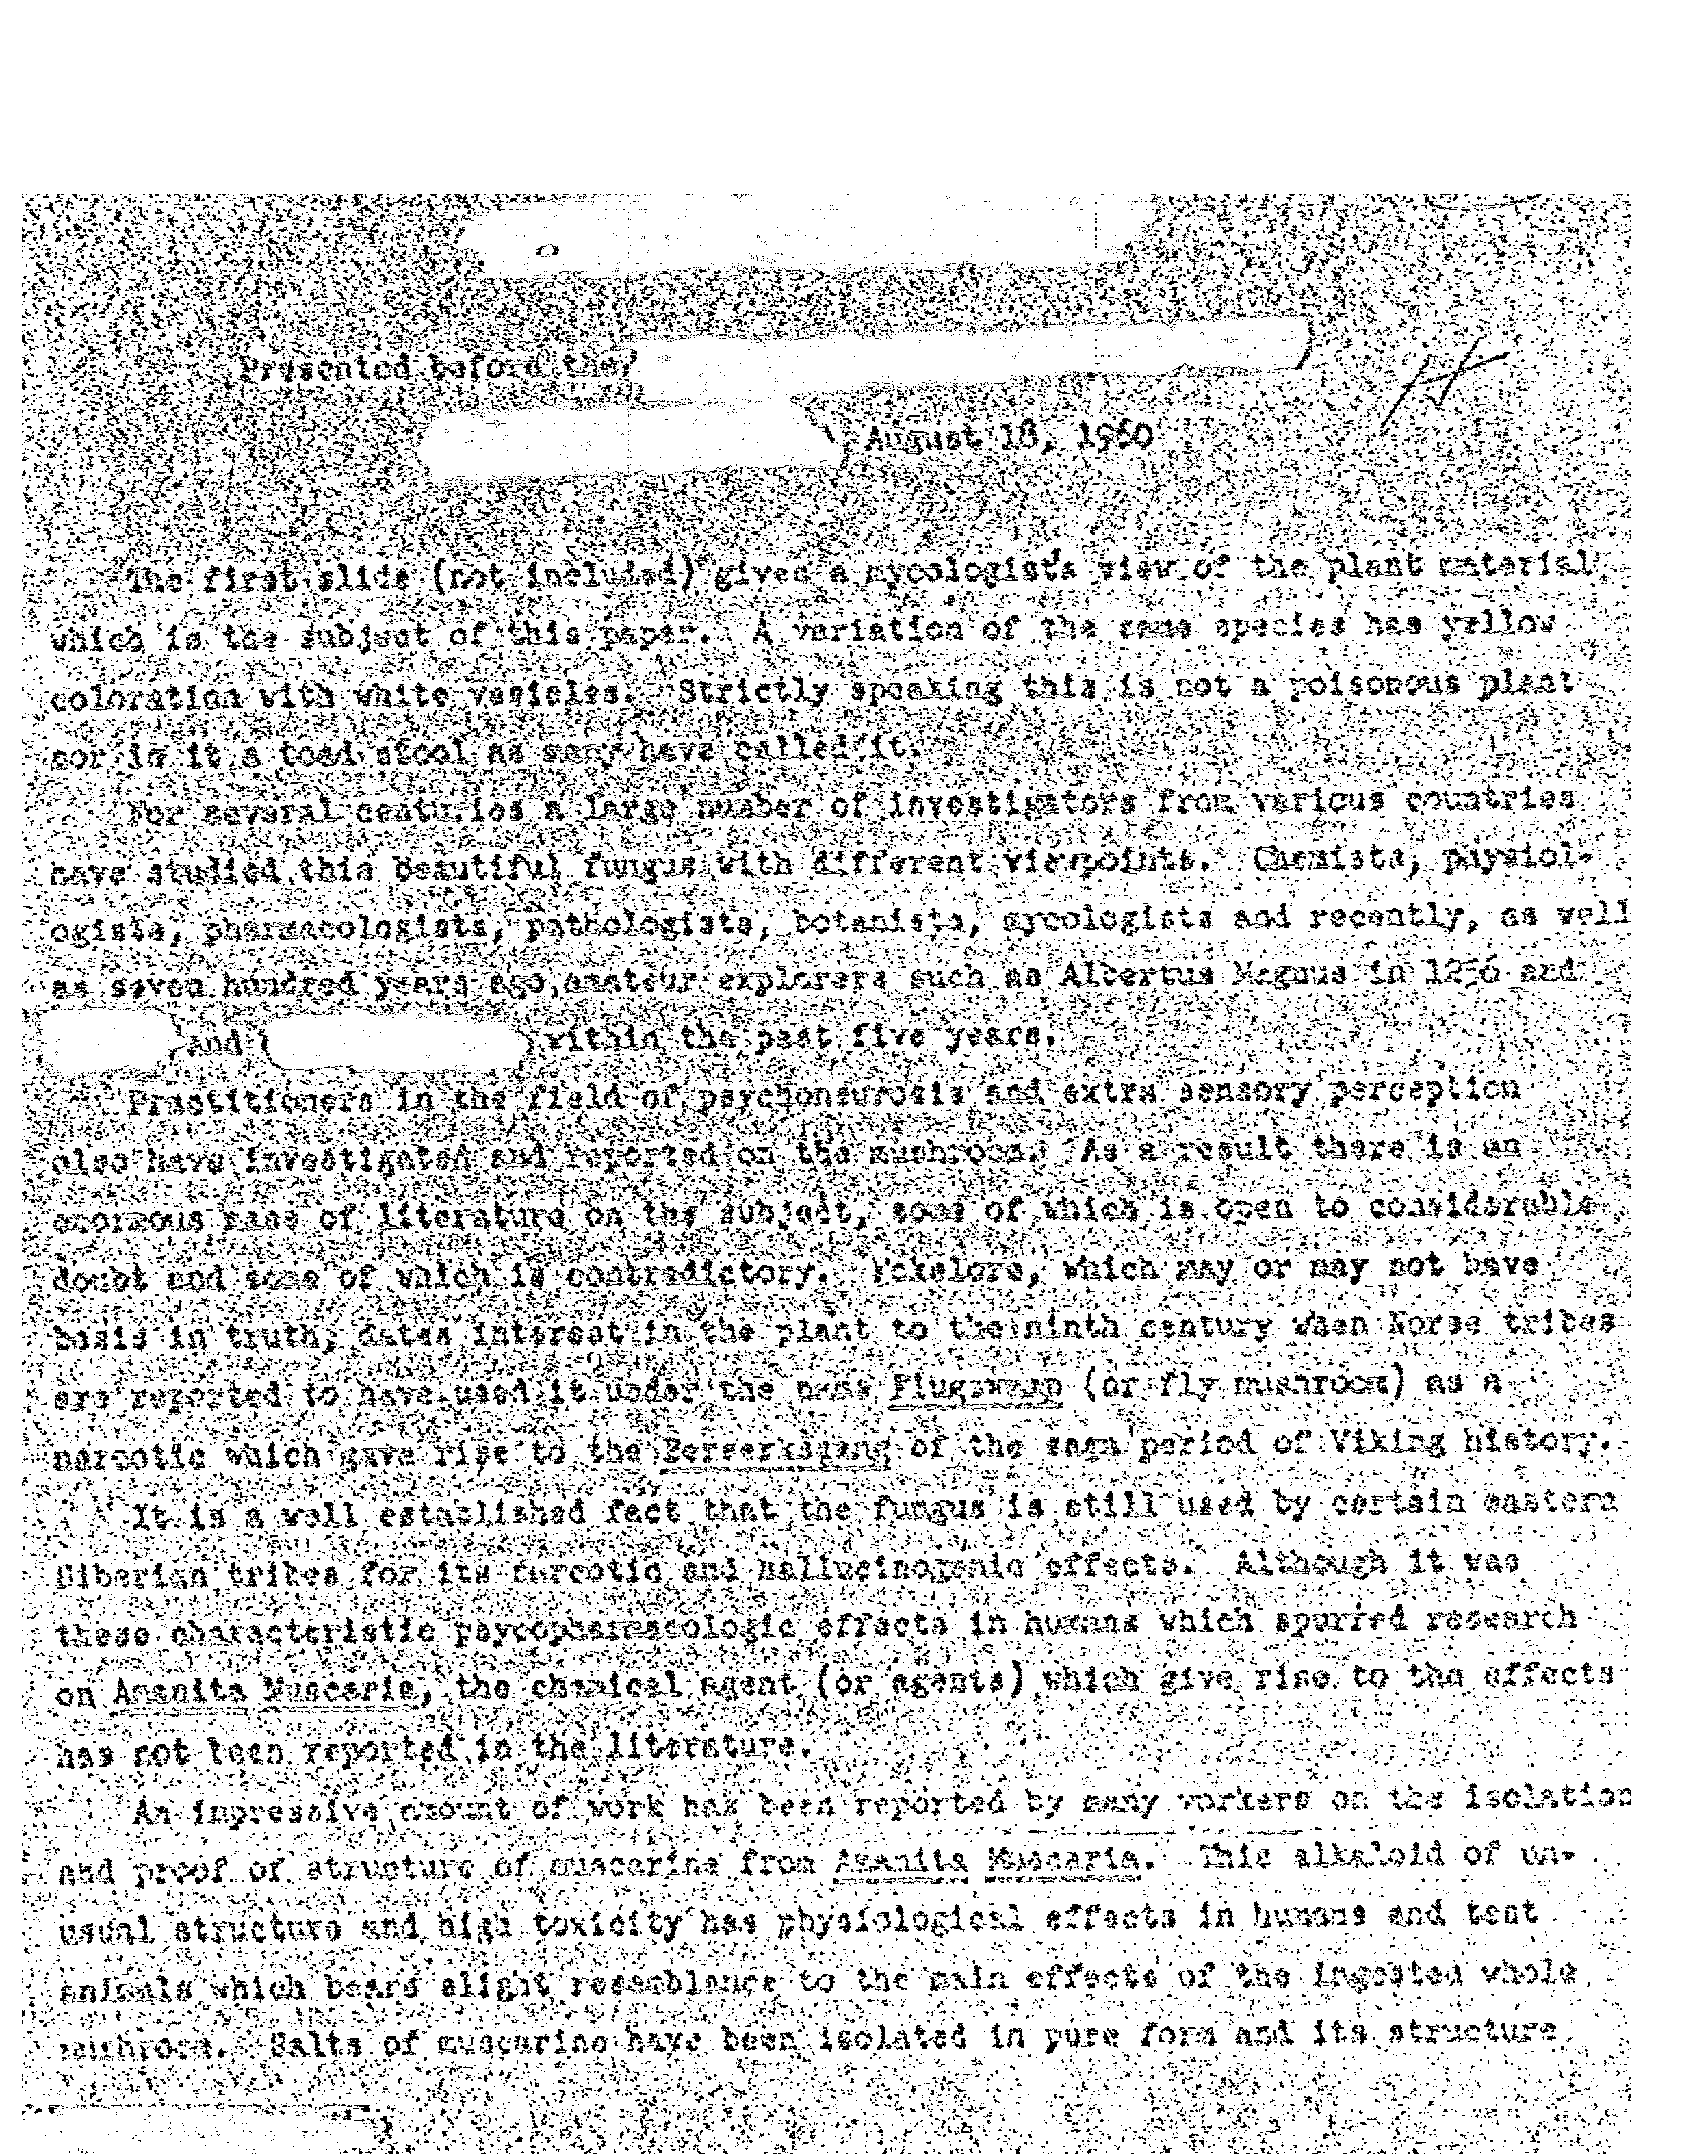 Presented before the
August 18, 1960
The first slide (not included) gives a mycologist's view of the plant material
which is the subject of this paper. A variation of the same species has yellow
coloration with white vesicles. Strictly speaking this is not a poisonous plant
nor is it a toad stool as many have called it.
For several centuries a large number of investigators from various countries
have studied this beautiful fungus with different viewpoints. Chemists, physiol-
ogists, pharmacologists, pathologists, botanists, mycologists and recently, as well
as seven hundred years ago, amateur explorers such as Albertus Magnus in 1256 and
and within the past five years.
Practitioners in the field of psychoneurosis and extra sensory perception
also have investigated and reported on the mushroom. As a result there is an
enormous mass of literature on the subject, some of which is open to considerable
doubt and some of which is contradictory. Folkelore, which may or may not have
basis in truth, dates interest in the plant to the ninth century when Norse tribes
are reported to have used it under the name (or fly mushroom) as a
narcotic which gave rise to the Berserksgang of the saga period of Viking history.
It is a well established fact that the fungus is still used by certain eastern
Siberian tribes for its narcotic and hallucinogenic effects. Although it was
these characteristic psycopharmacologic effects in humans which spurred research
on Amanita Muscaria, the chemical agent (or agents) which give rise to the effects
has not been reported in the literature.
An impressive amount of work has been reported by many workers on the isolation
and proof of structure of muscarine from Amanita Muscaria. This alkaloid of un-
usual structure and high toxicity has physiological effects in humans and test
animals which bears slight resemblance to the main effects of the ingested whole
mushroom. Salts of muscarine have been isolated in pure form and its structure